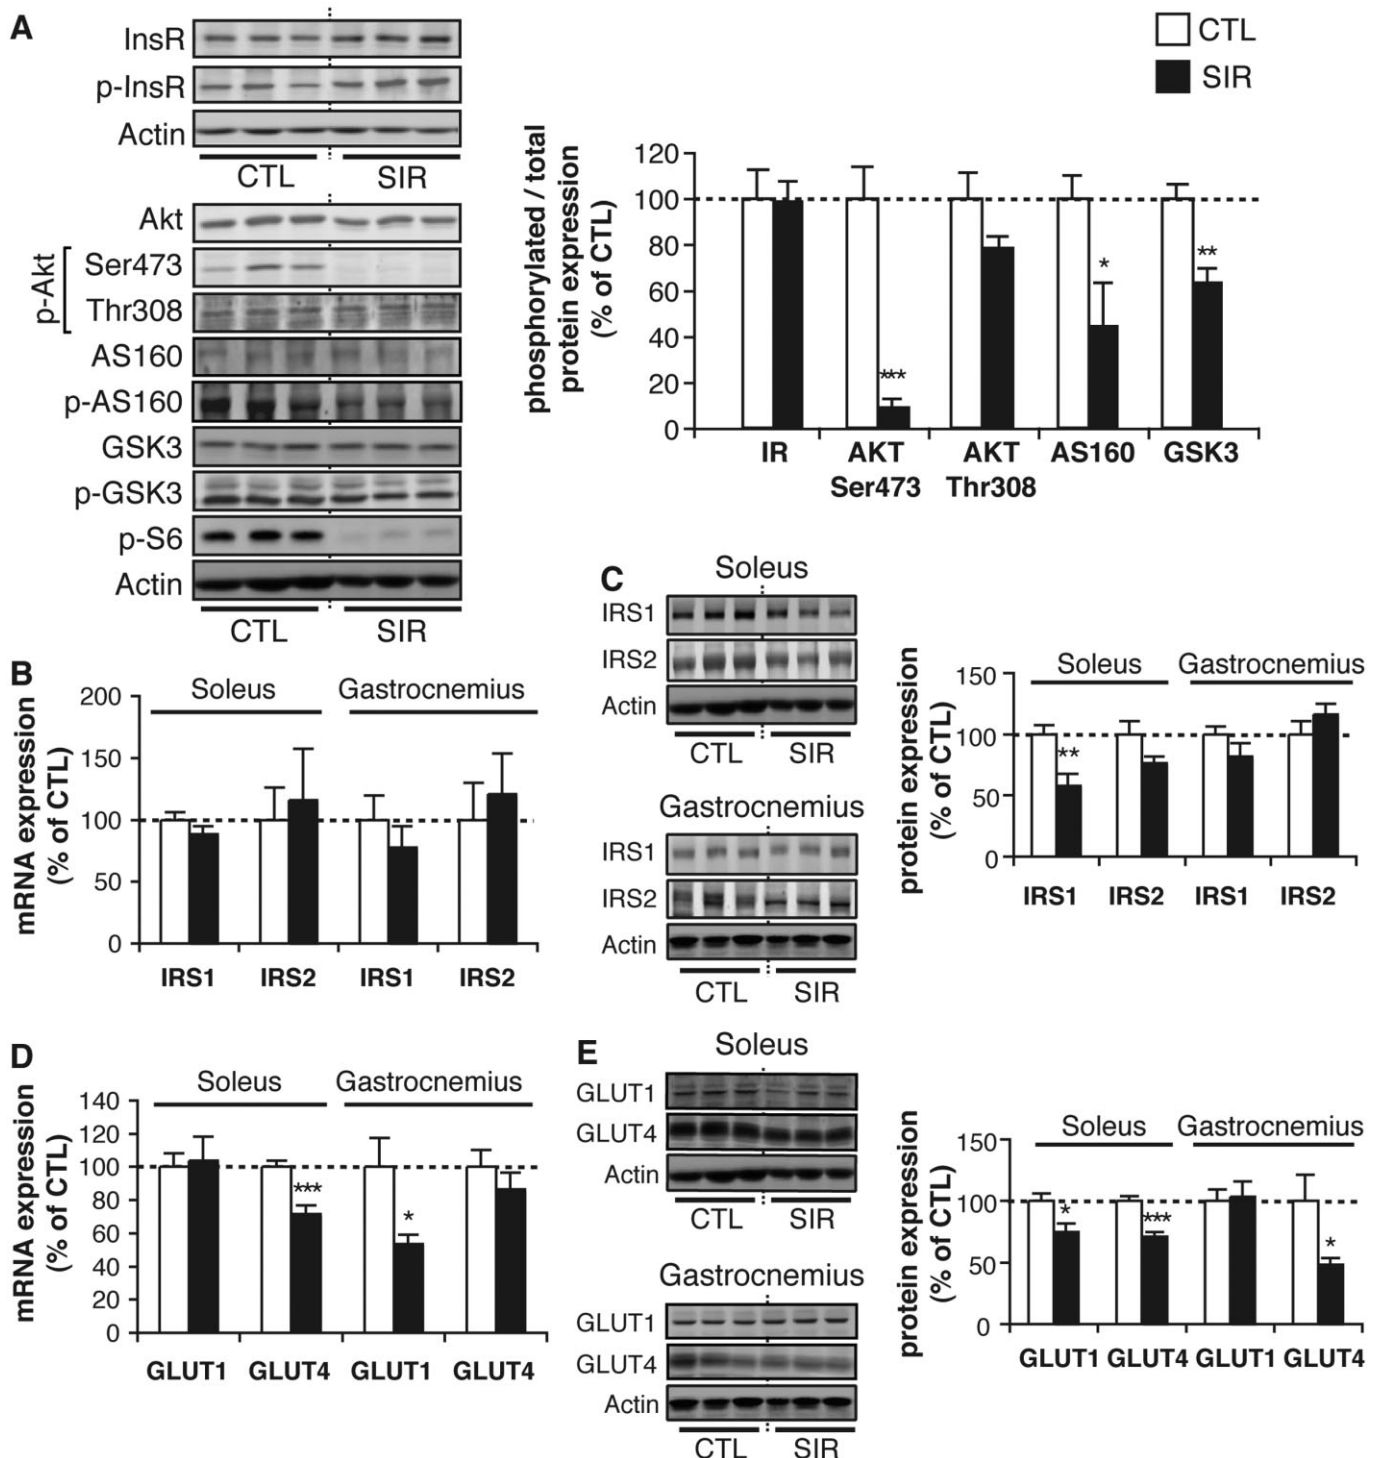 A
InsR
p-InsR
Actin
CTL
SIR
Akt
p-Akt
Ser473
Thr308
AS160
p-AS160
GSK3
p-GSK3
p-S6
Actin
CTL
SIR
CTL
SIR
phosphorylated / total
protein expression
(% of CTL)
120
100
80
60
40
20
0
***
*
**
IR
AKT
Ser473
AKT
Thr308
AS160
GSK3
B
mRNA expression
(% of CTL)
200
150
100
50
0
Soleus
Gastrocnemius
IRS1
IRS2
IRS1
IRS2
C
Soleus
IRS1
IRS2
Actin
CTL
SIR
Gastrocnemius
IRS1
IRS2
Actin
CTL
SIR
protein expression
(% of CTL)
150
100
50
0
Soleus
Gastrocnemius
**
IRS1
IRS2
IRS1
IRS2
D
mRNA expression
(% of CTL)
140
120
100
80
60
40
20
0
Soleus
Gastrocnemius
***
*
GLUT1
GLUT4
GLUT1
GLUT4
E
Soleus
GLUT1
GLUT4
Actin
CTL
SIR
Gastrocnemius
GLUT1
GLUT4
Actin
CTL
SIR
protein expression
(% of CTL)
150
100
50
0
Soleus
Gastrocnemius
*
***
*
GLUT1
GLUT4
GLUT1
GLUT4